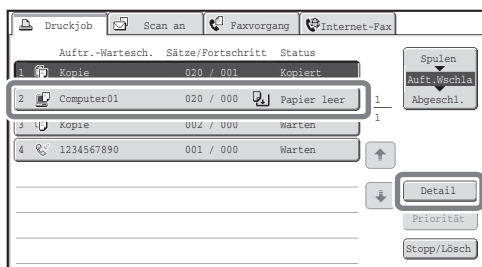 Druckjob Scan an Faxvorgang Internet-Fax
Auftr.-Wartesch. Sätze/Fortschritt Status
1 Kopie 020 / 001 Kopiert
2 Computer01 020 / 000 Papier leer
3 Kopie 002 / 000 Warten
4 1234567890 001 / 000 Warten
1
1
Spulen
Auft.Wschla
Abgeschl.
Detail
Priorität
Stopp/Lösch